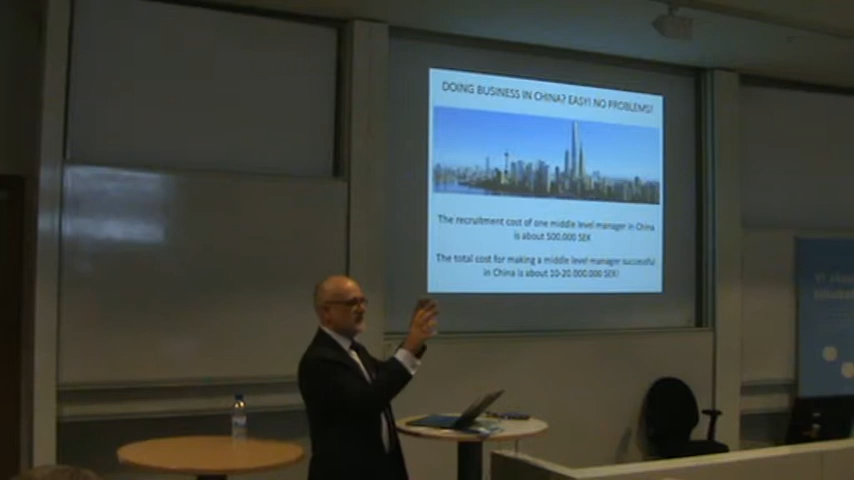 DOING BUSINESS IN CHINA? EASY! NO PROBLEMS!
The recruitment cost of one middle level manager in China
is about 500.000 SEK
The total cost for making a middle level manager successful
in China is about 10-20.000.000 SEK!